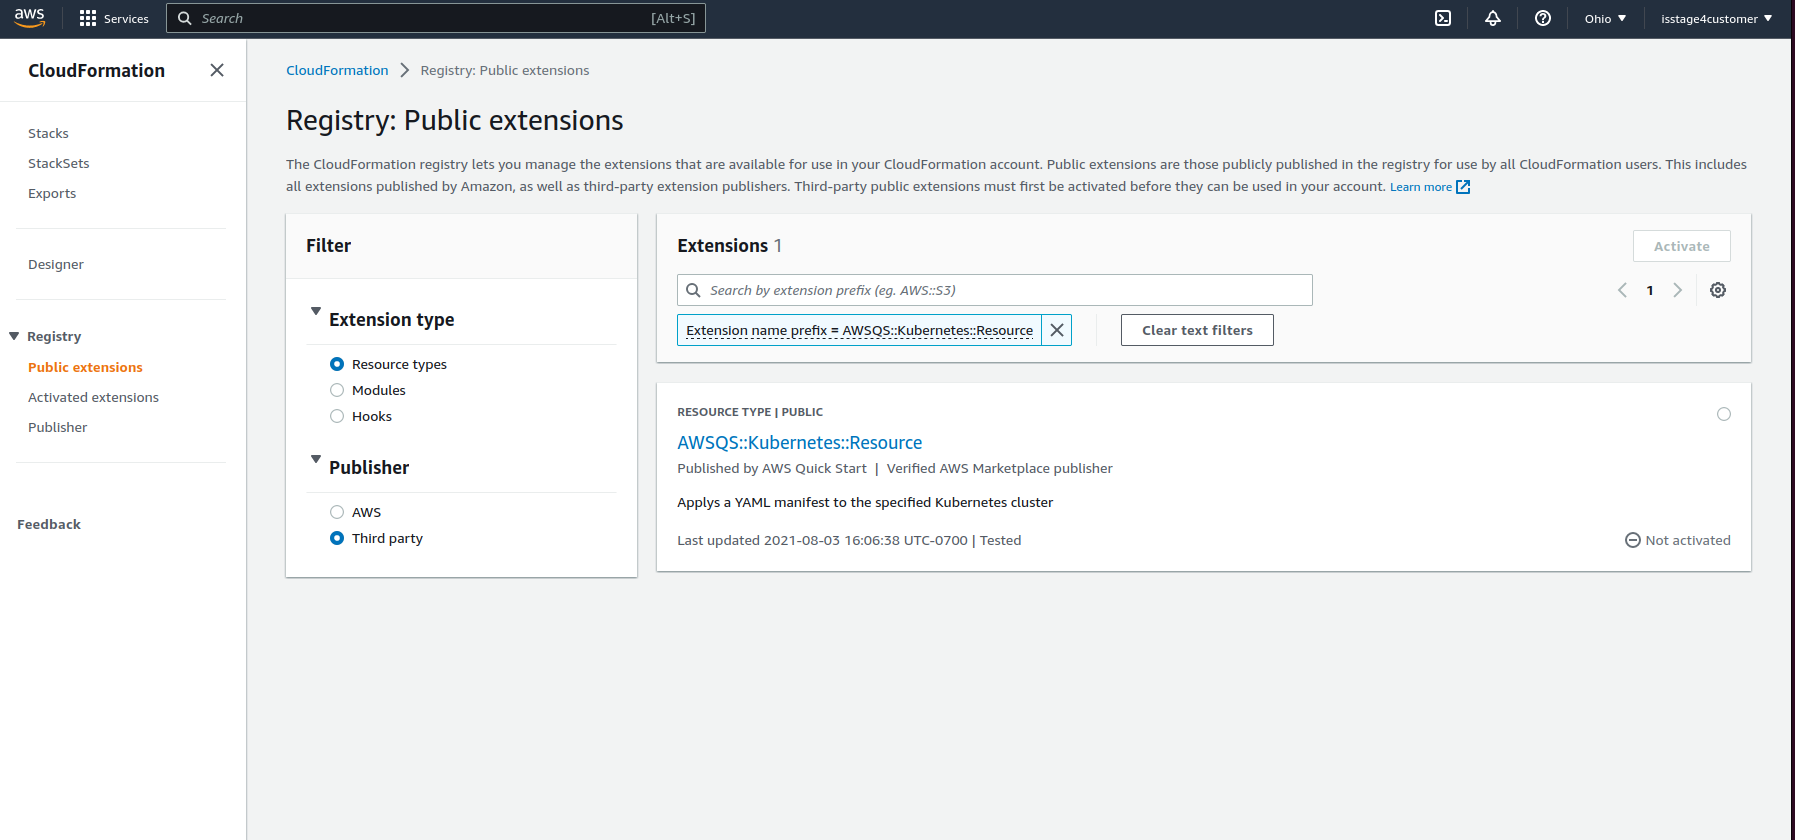 aws
Services
Search
[Alt+S]
Ohio
isstage4customer
CloudFormation
Stacks
StackSets
Exports
Designer
Registry
Public extensions
Activated extensions
Publisher
Feedback
CloudFormation
Registry: Public extensions
Registry: Public extensions
The CloudFormation registry lets you manage the extensions that are available for use in your CloudFormation account. Public extensions are those publicly published in the registry for use by all CloudFormation users. This includes
all extensions published by Amazon, as well as third-party extension publishers. Third-party public extensions must first be activated before they can be used in your account. Learn more
Filter
Extension type
Resource types
Modules
Hooks
Publisher
AWS
Third party
Extensions 1
Activate
Search by extension prefix (eg. AWS::S3)
1
Extension name prefix = AWSQS::Kubernetes::Resource
Clear text filters
RESOURCE TYPE | PUBLIC
AWSQS::Kubernetes::Resource
Published by AWS Quick Start | Verified AWS Marketplace publisher
Applys a YAML manifest to the specified Kubernetes cluster
Last updated 2021-08-03 16:06:38 UTC-0700 | Tested
Not activated